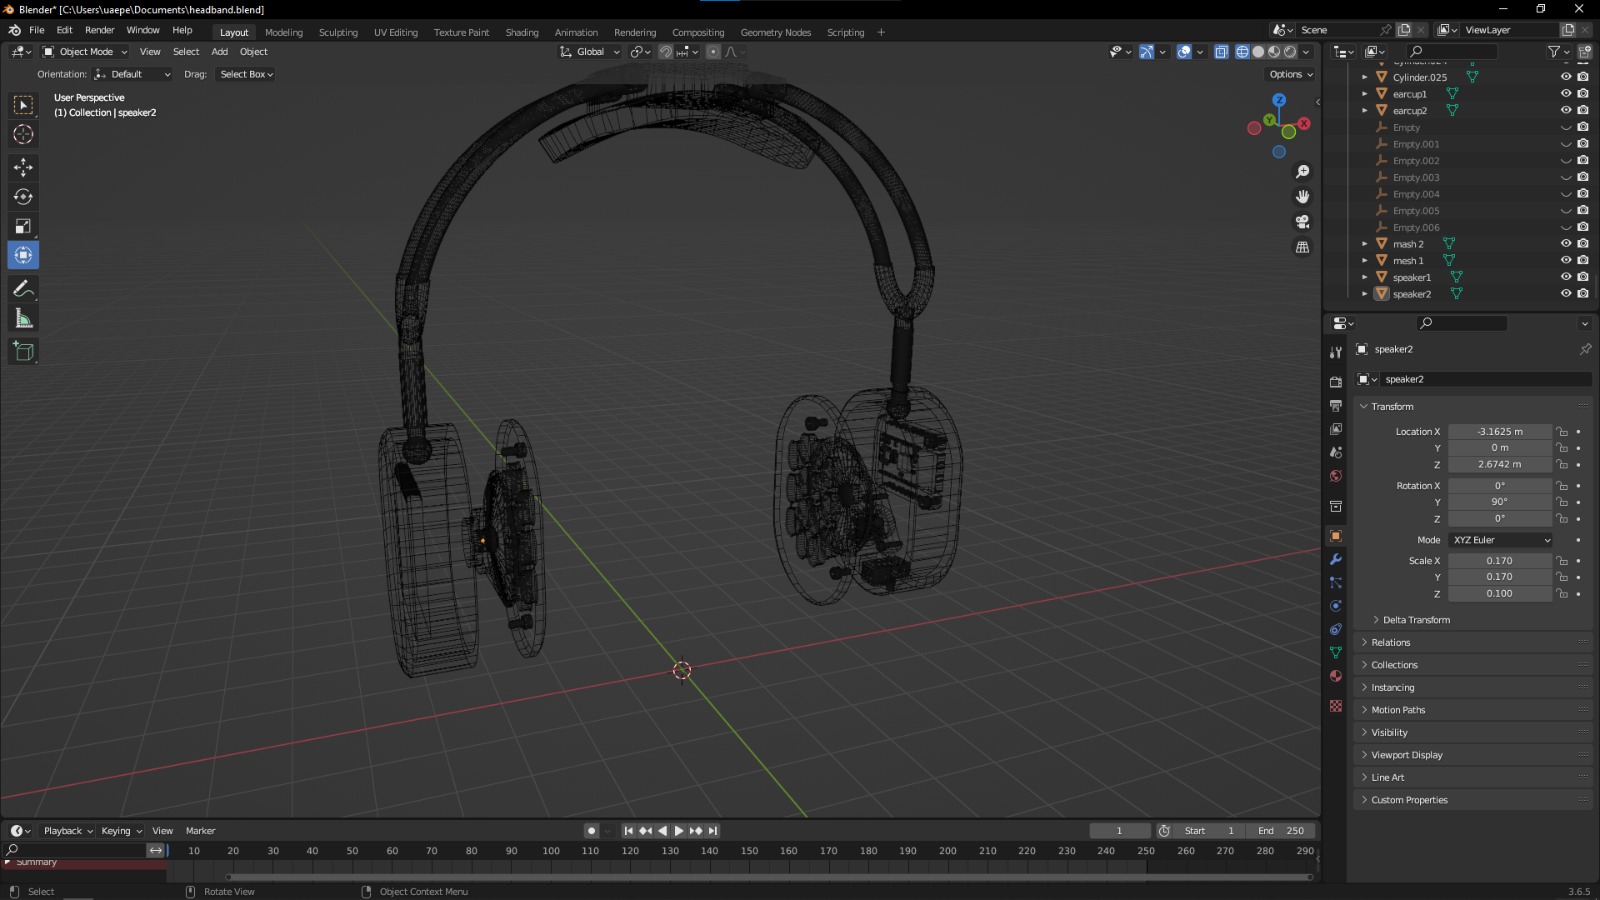 Blender* [C:\Users\uaepe\Documents\headband.blend]
File Edit Render Window Help Layout Modeling Sculpting UV Editing Texture Paint Shading Animation Rendering Compositing Geometry Nodes Scripting + Scene ViewLayer
Object Mode View Select Add Object Global
Orientation: Default Drag: Select Box Options
User Perspective
(1) Collection | speaker2
Z
Y
X
Cylinder.025
earcup1
earcup2
Empty
Empty.001
Empty.002
Empty.003
Empty.004
Empty.005
Empty.006
mash 2
mesh 1
speaker1
speaker2
speaker2
speaker2
Transform
Location X -3.1625 m
Y 0 m
Z 2.6742 m
Rotation X 0°
Y 90°
Z 0°
Mode XYZ Euler
Scale X 0.170
Y 0.170
Z 0.100
Delta Transform
Relations
Collections
Instancing
Motion Paths
Visibility
Viewport Display
Line Art
Custom Properties
Playback Keying View Marker 1 Start 1 End 250
10 20 30 40 50 60 70 80 90 100 110 120 130 140 150 160 170 180 190 200 210 220 230 240 250 260 270 280 290
Summary
Select Rotate View Object Context Menu 3.6.5